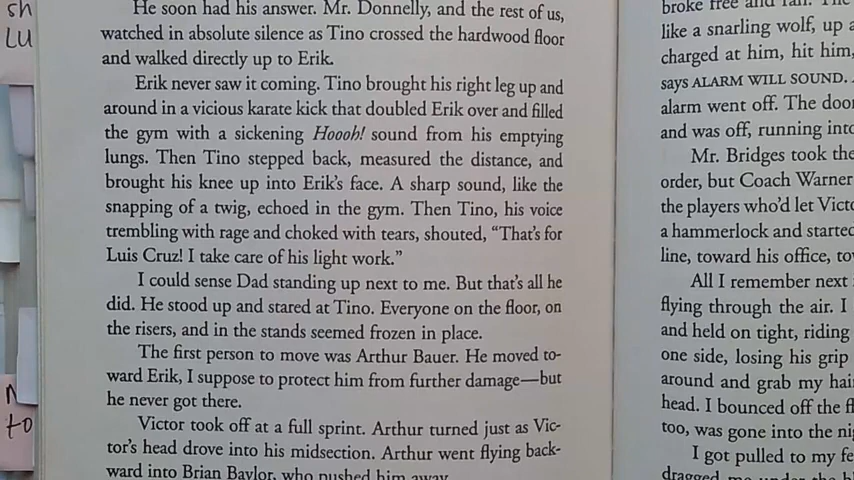 sh
LU
N
to
He soon had his answer. Mr. Donnelly, and the rest of us,
watched in absolute silence as Tino crossed the hardwood floor
and walked directly up to Erik.
Erik never saw it coming. Tino brought his right leg up and
around in a vicious karate kick that doubled Erik over and filled
the gym with a sickening Hoooh! sound from his emptying
lungs. Then Tino stepped back, measured the distance, and
brought his knee up into Erik's face. A sharp sound, like the
snapping of a twig, echoed in the gym. Then Tino, his voice
trembling with rage and choked with tears, shouted, "That's for
Luis Cruz! I take care of his light work."
I could sense Dad standing up next to me. But that's all he
did. He stood up and stared at Tino. Everyone on the floor, on
the risers, and in the stands seemed frozen in place.
The first person to move was Arthur Bauer. He moved to-
ward Erik, I suppose to protect him from further damage—but
he never got there.
Victor took off at a full sprint. Arthur turned just as Vic-
tor's head drove into his midsection. Arthur went flying back-
ward into Brian Baylor, who pushed him away.
broke free and ran. The
like a snarling wolf, up a
charged at him, hit him,
says ALARM WILL SOUND.
alarm went off. The door
and was off, running into
Mr. Bridges took the
order, but Coach Warner
the players who'd let Victo
a hammerlock and started
line, toward his office, tow
All I remember next
flying through the air. I
and held on tight, riding
one side, losing his grip
around and grab my hai
head. I bounced off the fl
too, was gone into the ni
I got pulled to my fe
dragged me under the bl